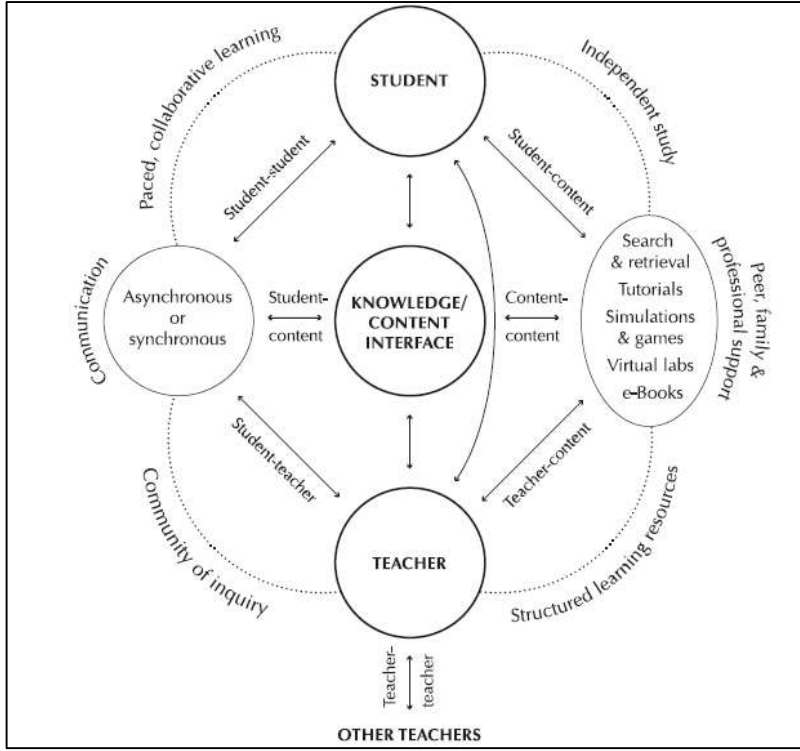 Paced, collaborative learning
STUDENT
Independent study
Student-student
Student-content
Communication
Asynchronous
or
synchronous
Student-
content
KNOWLEDGE/
CONTENT
INTERFACE
Content-
content
Search
& retrieval
Tutorials
Simulations
& games
Virtual labs
e-Books
Peer, family &
professional support
Student-teacher
Teacher-content
Community of inquiry
TEACHER
Structured learning resources
Teacher-
teacher
OTHER TEACHERS